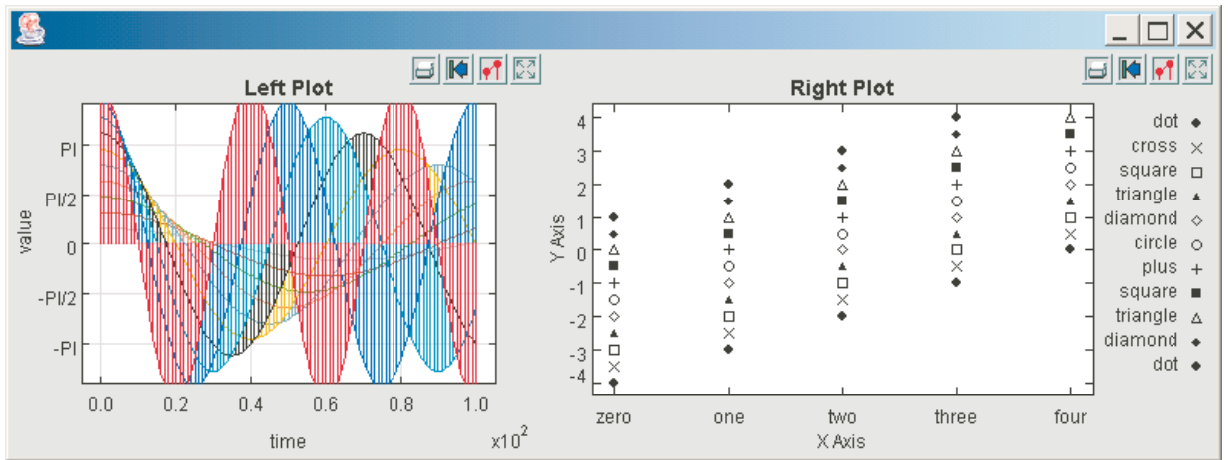 Left Plot
PI
PI/2
0
-PI/2
-PI
value
0.0 0.2 0.4 0.6 0.8 1.0
time
x10²
Right Plot
4
3
2
1
0
-1
-2
-3
-4
Y Axis
zero one two three four
X Axis
dot
cross
square
triangle
diamond
circle
plus
square
triangle
diamond
dot